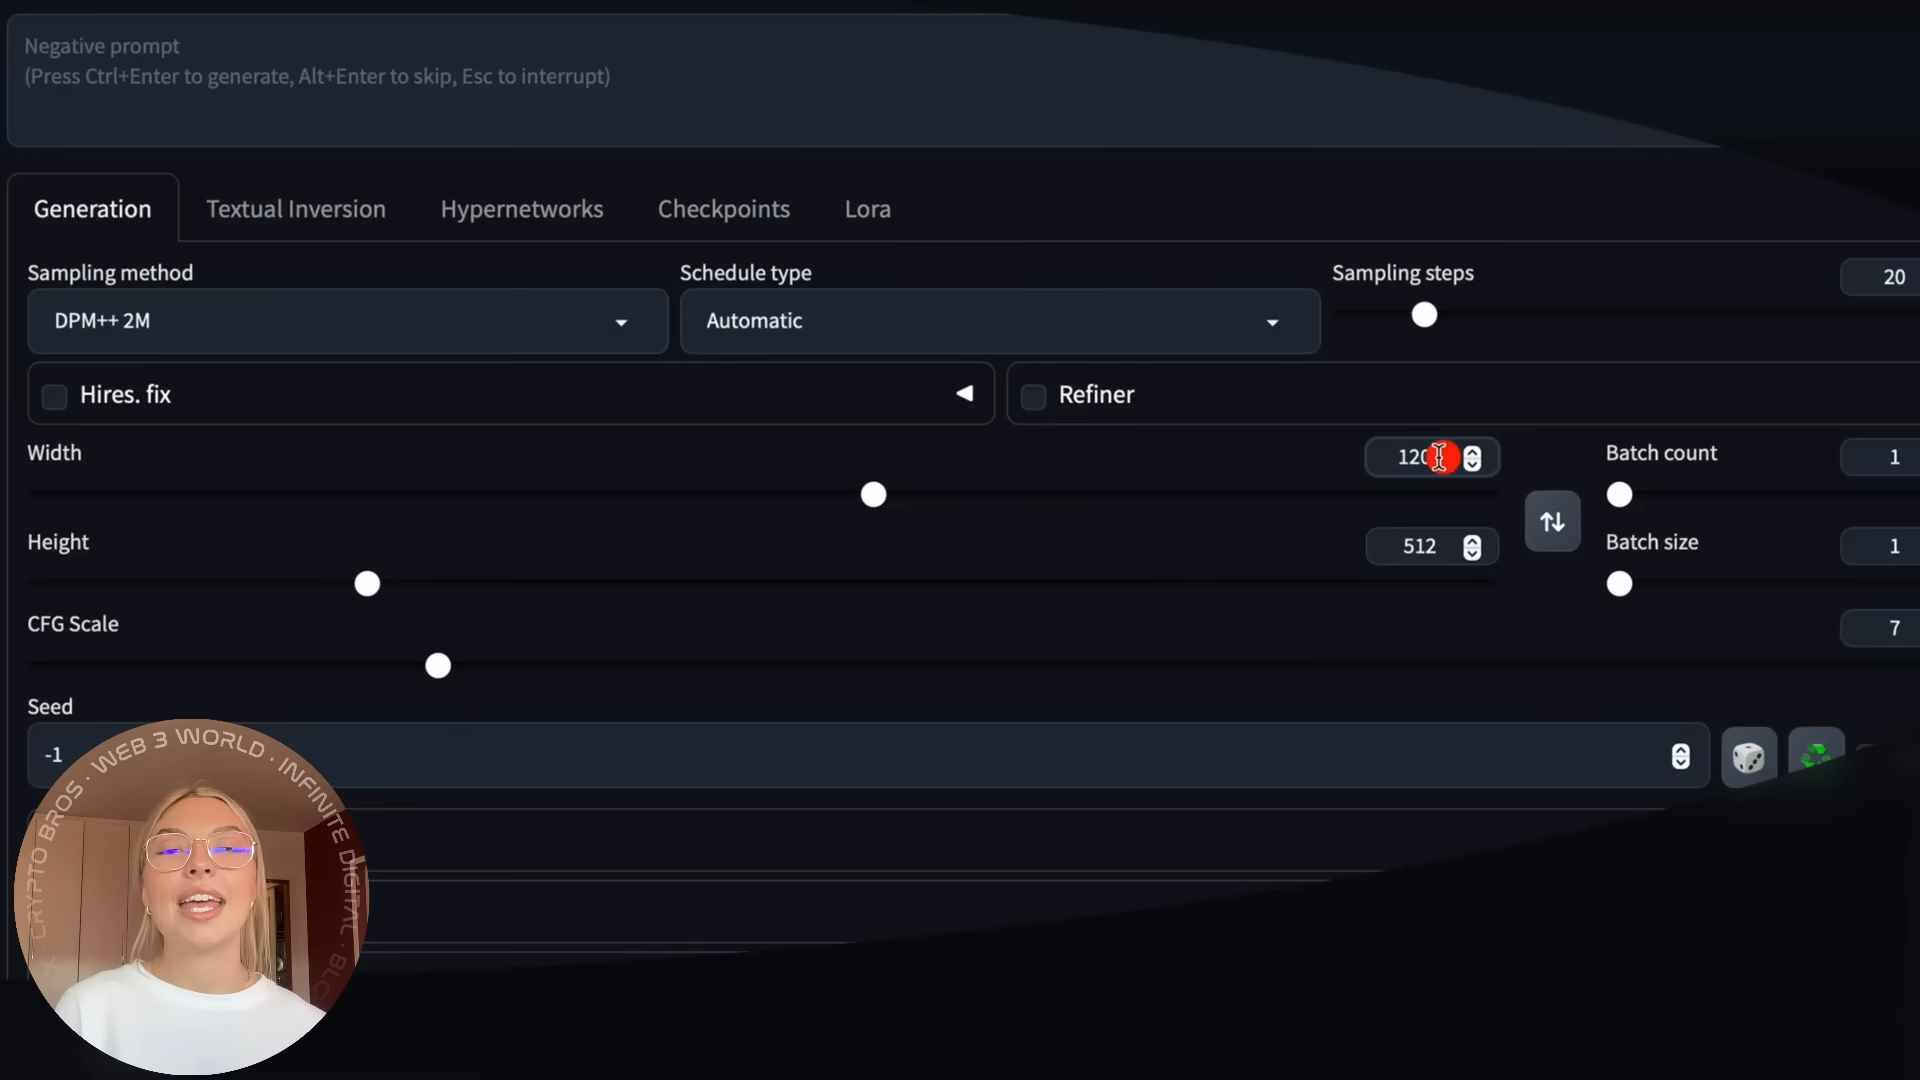 Negative prompt
(Press Ctrl+Enter to generate, Alt+Enter to skip, Esc to interrupt)
Generation Textual Inversion Hypernetworks Checkpoints Lora
Sampling method Schedule type Sampling steps 20
DPM++ 2M Automatic
Hires. fix Refiner
Width Batch count 1
Height 512 Batch size 1
CFG Scale 7
Seed
-1
CRYPTO BROS · WEB 3 WORLD · INFINITE DIGITAL ·